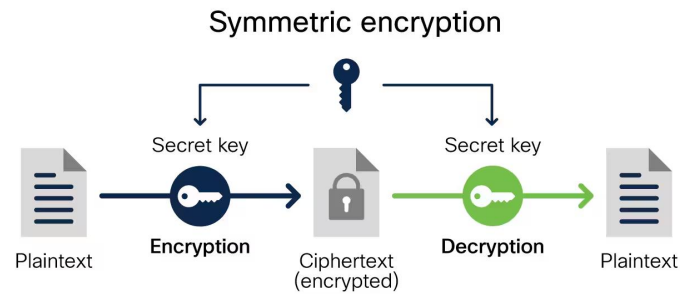 Symmetric encryption
Secret key
Secret key
Encryption
Decryption
Plaintext
Ciphertext
(encrypted)
Plaintext